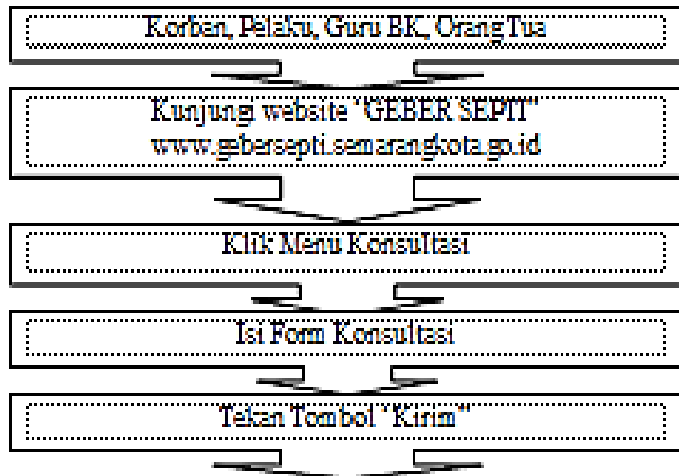 Korban, Pelaku, Guru BK, Orang Tua
Kunjungi website "GEBER SEPTI"
www.gebersepti.semarangkota.go.id
Klik Menu Konsultasi
Isi Form Konsultasi
Tekan Tombol "Kirim"